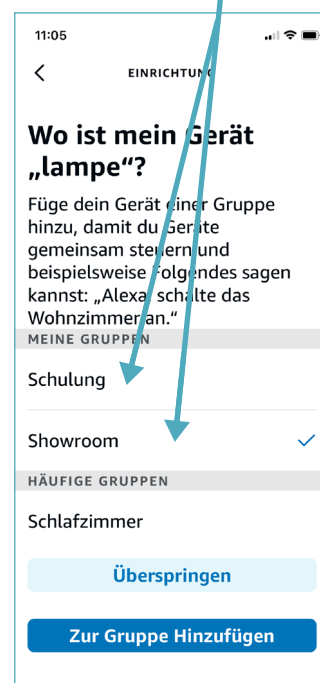 11:05
EINRICHTUNG
Wo ist mein Gerät
„lampe“?
Füge dein Gerät einer Gruppe
hinzu, damit du Geräte
gemeinsam steuern und
beispielsweise Folgendes sagen
kannst: „Alexa, schalte das
Wohnzimmer an.“
MEINE GRUPPEN
Schulung
Showroom
HÄUFIGE GRUPPEN
Schlafzimmer
Überspringen
Zur Gruppe Hinzufügen